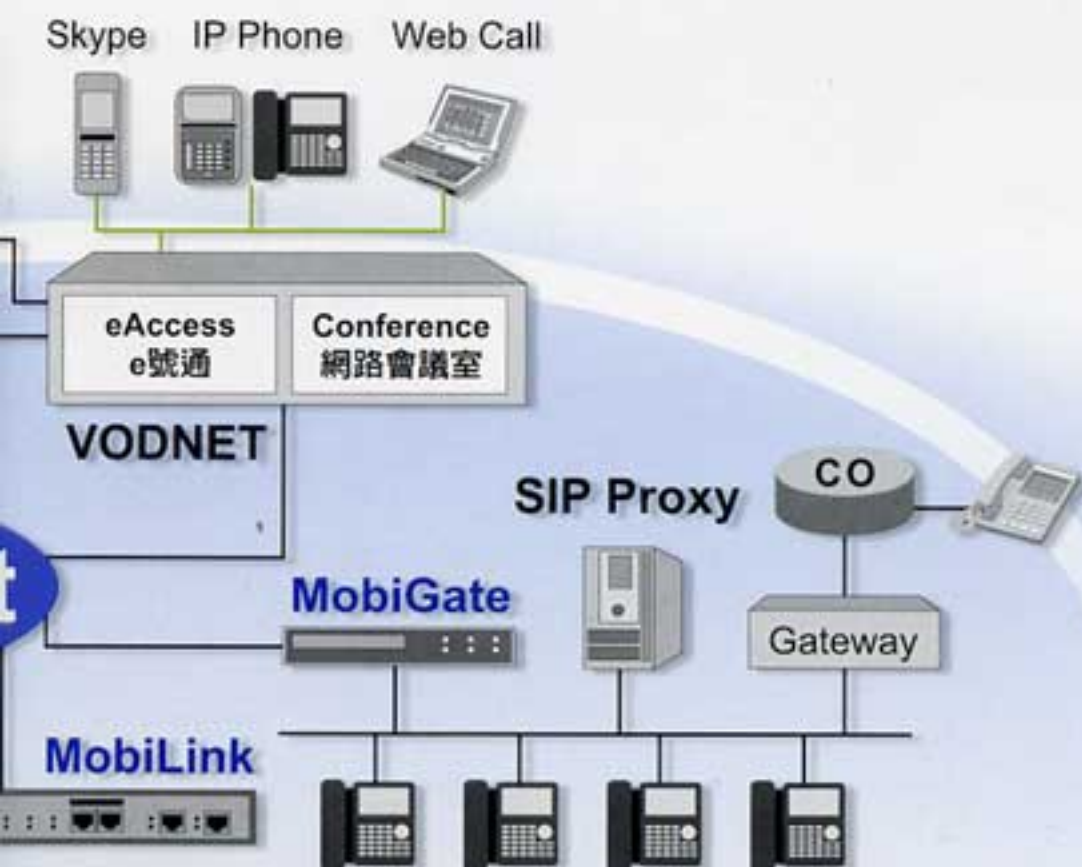 Skype IP Phone Web Call
eAccess
e號通
Conference
網路會議室
VODNET
SIP Proxy
CO
t
MobiGate
Gateway
MobiLink